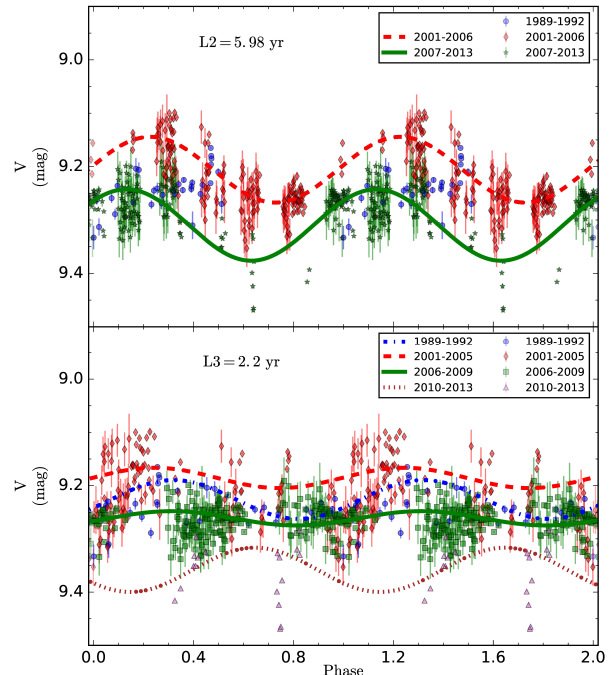 L2 = 5.98 yr
1989-1992
2001-2006 2001-2006
2007-2013 2007-2013
9.0
9.2
9.4
V
(mag)
L3 = 2.2 yr
1989-1992 1989-1992
2001-2005 2001-2005
2006-2009 2006-2009
2010-2013 2010-2013
9.0
9.2
9.4
V
(mag)
0.0 0.4 0.8 1.2 1.6 2.0
Phase